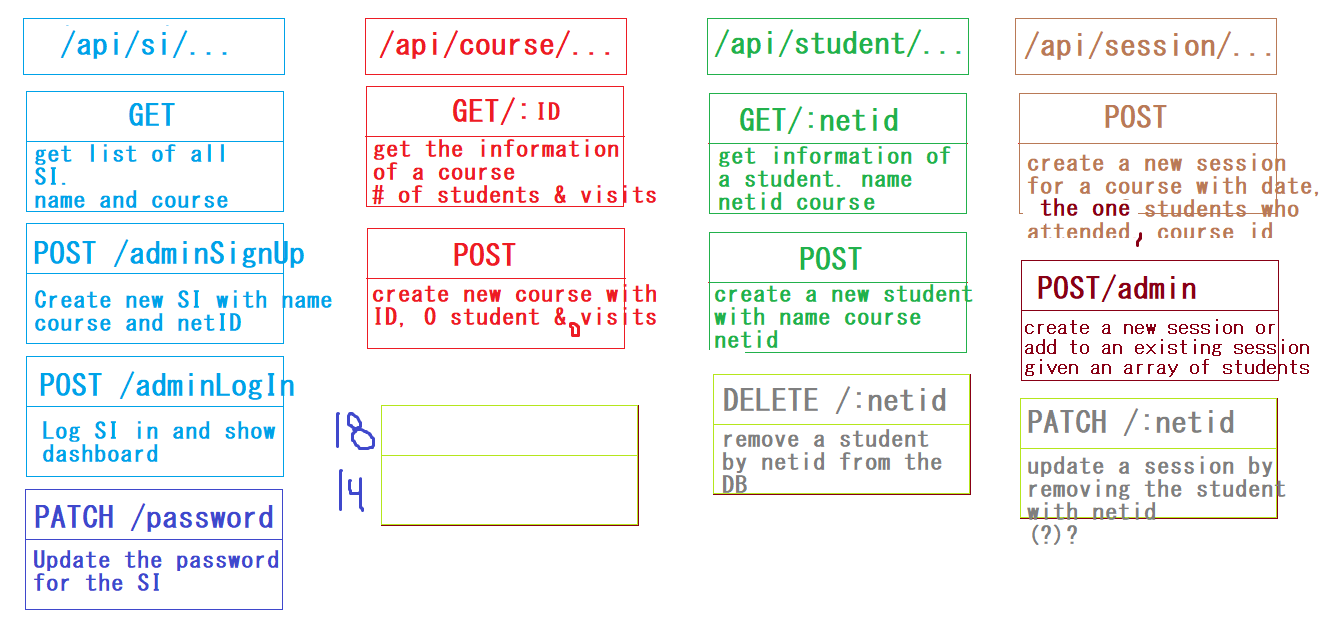 /api/si/...
GET
get list of all
SI.
name and course
POST /adminSignUp
Create new SI with name
course and netID
POST /adminLogIn
Log SI in and show
dashboard
PATCH /password
Update the password
for the SI
/api/course/...
GET/:ID
get the information
of a course
# of students & visits
POST
create new course with
ID, 0 student & visits
0
18
14
/api/student/...
GET/:netid
get information of
a student. name
netid course
POST
create a new student
with name course
netid
DELETE /:netid
remove a student
by netid from the
DB
/api/session/...
POST
create a new session
for a course with date,
the one students who
attended, course id
POST/admin
create a new session or
add to an existing session
given an array of students
PATCH /:netid
update a session by
removing the student
with netid
(?)?